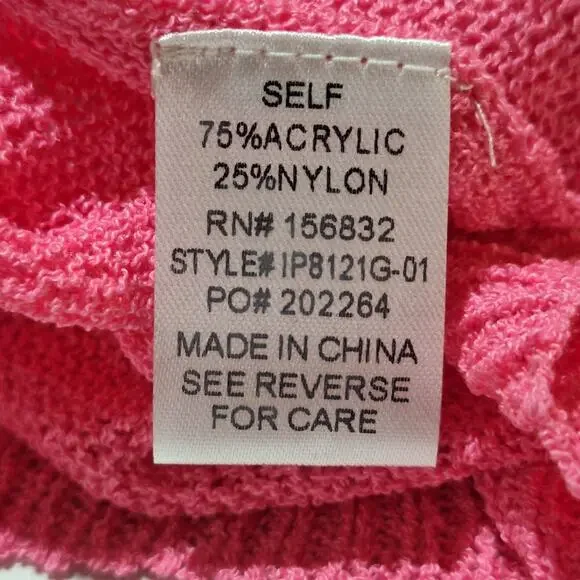 SELF
75%ACRYLIC
25%NYLON
RN# 156832
STYLE# IP8121G-01
PO# 202264
MADE IN CHINA
SEE REVERSE
FOR CARE